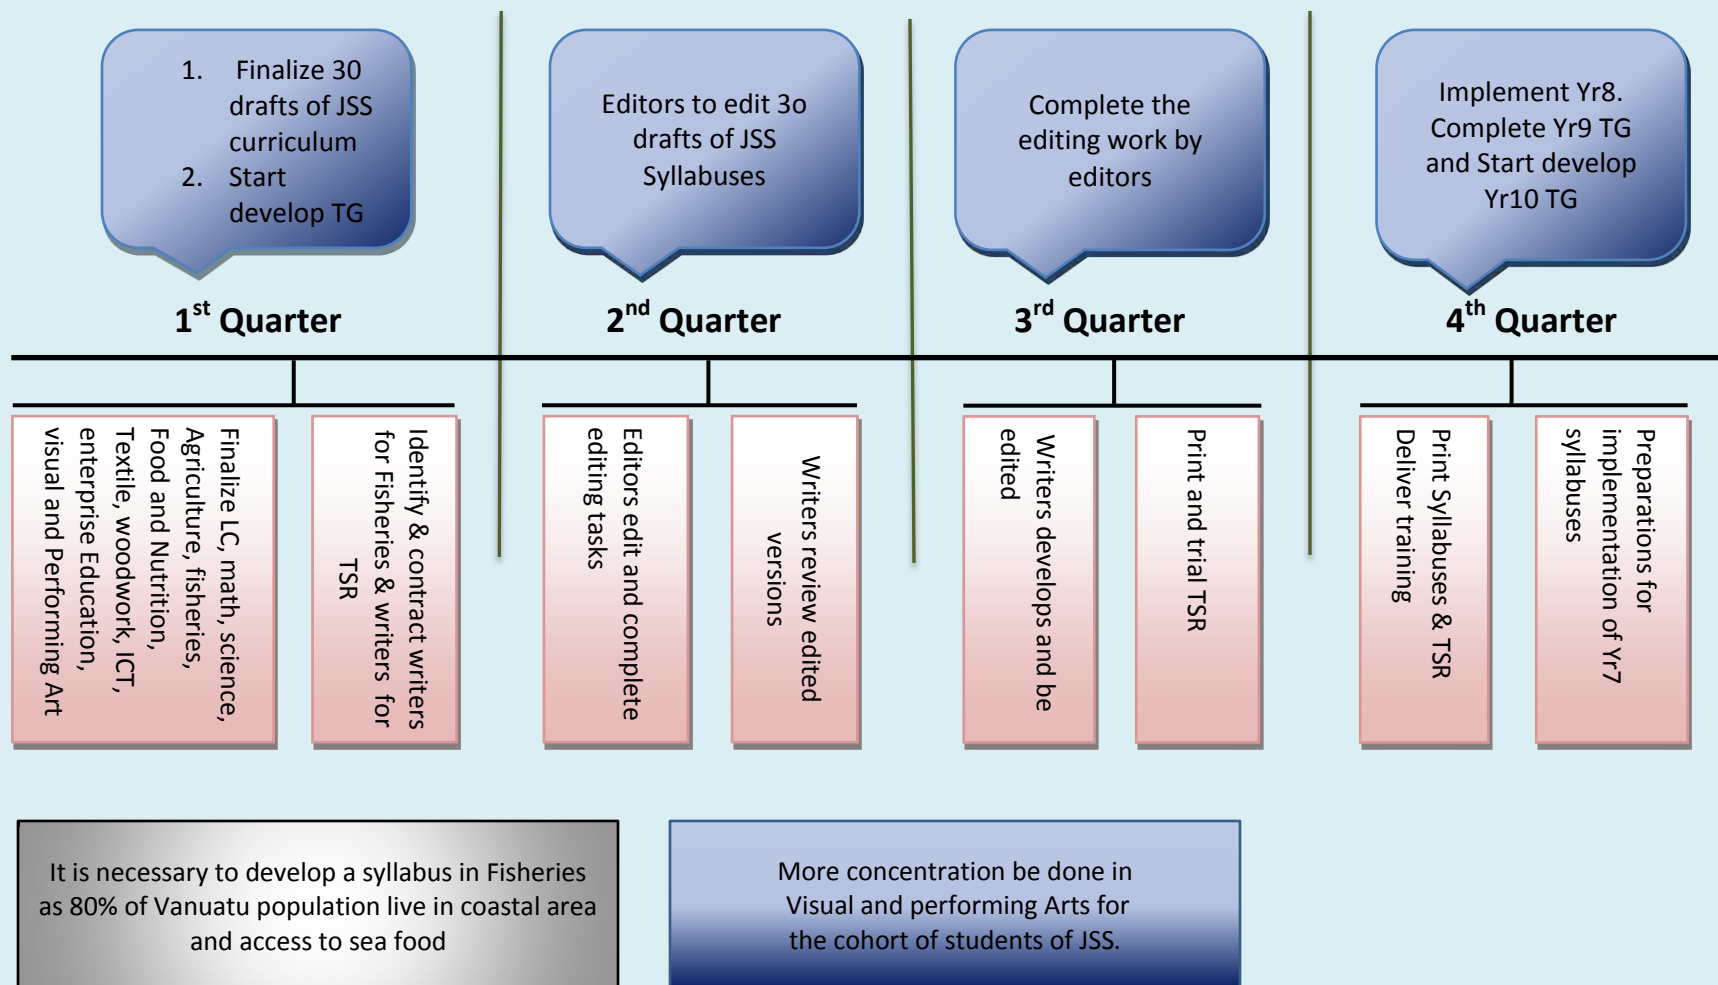 1. Finalize 30
drafts of JSS
curriculum
2. Start
develop TG
Editors to edit 3o
drafts of JSS
Syllabuses
Complete the
editing work by
editors
Implement Yr8.
Complete Yr9 TG
and Start develop
Yr10 TG
1st Quarter
2nd Quarter
3rd Quarter
4th Quarter
Finalize LC, math, science,
Agriculture, fisheries,
Food and Nutrition,
Textile, woodwork, ICT,
enterprise Education,
visual and Performing Art
Identify & contract writers
for Fisheries & writers for
TSR
Editors edit and complete
editing tasks
Writers review edited
versions
Writers develops and be
edited
Print and trial TSR
Print Syllabuses & TSR
Deliver training
Preparations for
implementation of Yr7
syllabuses
It is necessary to develop a syllabus in Fisheries
as 80% of Vanuatu population live in coastal area
and access to sea food
More concentration be done in
Visual and performing Arts for
the cohort of students of JSS.